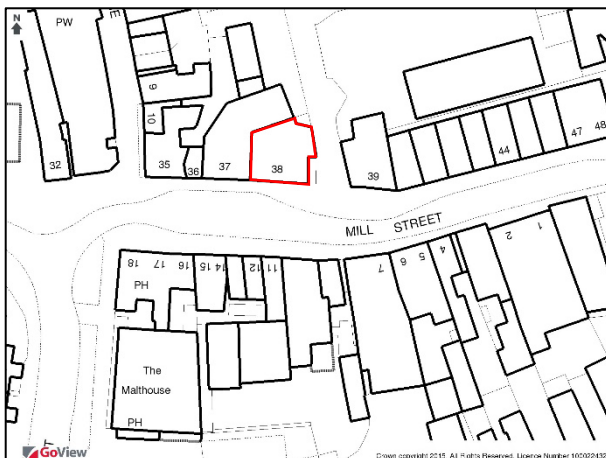 N
PW
E
9
10
32
35
36
37
38
39
44
47
48
MILL STREET
18
17
16
15
14
12
11
7
6
5
4
2
1
PH
The
Malthouse
PH
T
GoView
Crown copyright 2015. All Rights Reserved. Licence Number 100022432